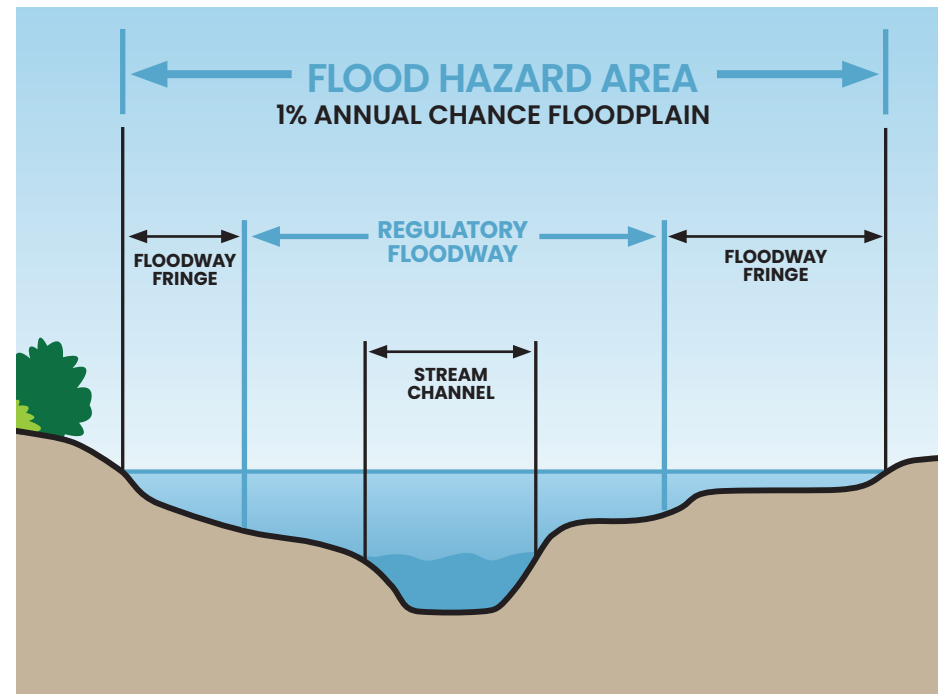 FLOOD HAZARD AREA
1% ANNUAL CHANCE FLOODPLAIN
REGULATORY
FLOODWAY
FLOODWAY
FRINGE
FLOODWAY
FRINGE
STREAM
CHANNEL